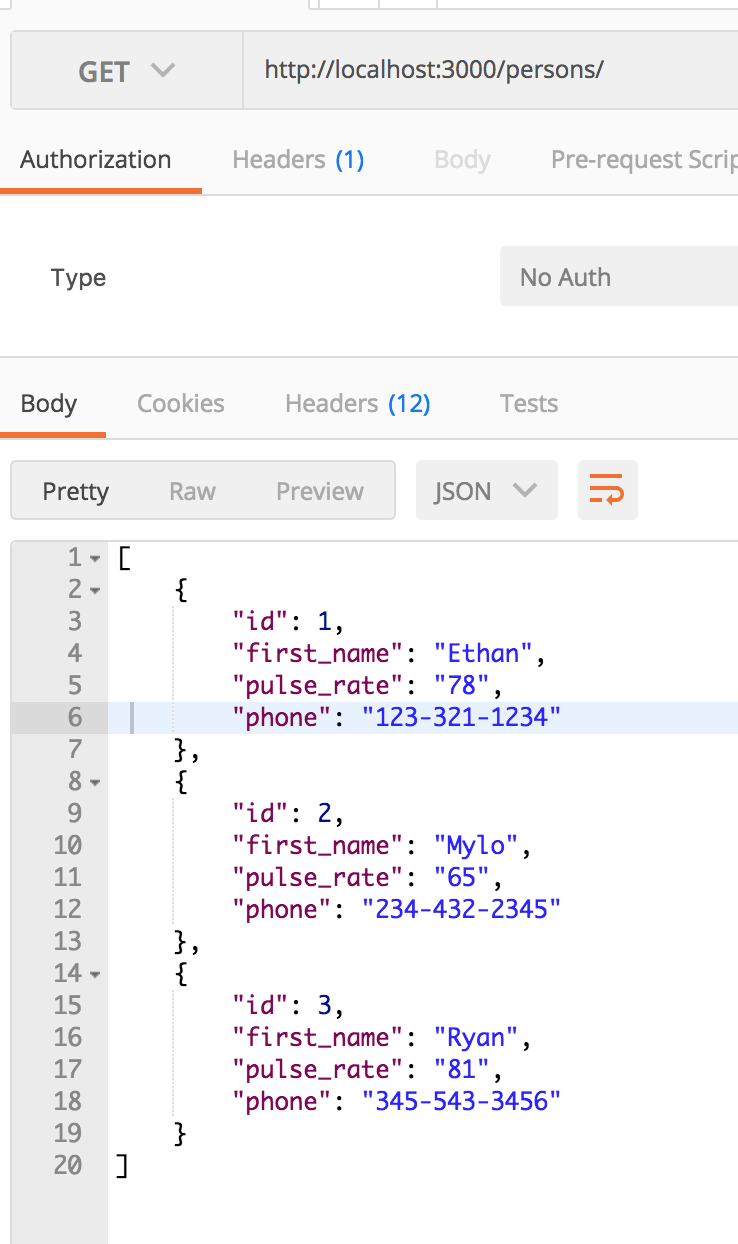 GET http://localhost:3000/persons/
Authorization Headers (1) Body Pre-request Scrip
Type No Auth
Body Cookies Headers (12) Tests
Pretty Raw Preview JSON
1 [
2 {
3 "id": 1,
4 "first_name": "Ethan",
5 "pulse_rate": "78",
6 "phone": "123-321-1234"
7 },
8 {
9 "id": 2,
10 "first_name": "Mylo",
11 "pulse_rate": "65",
12 "phone": "234-432-2345"
13 },
14 {
15 "id": 3,
16 "first_name": "Ryan",
17 "pulse_rate": "81",
18 "phone": "345-543-3456"
19 }
20 ]